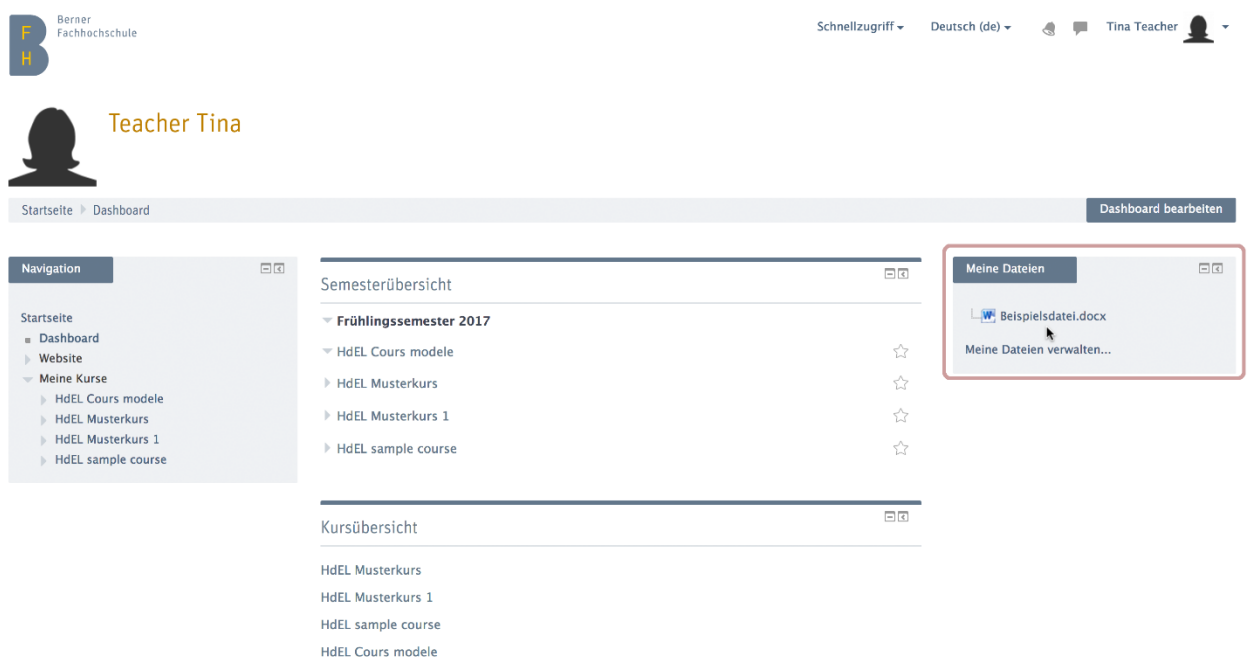 F
H
Berner
Fachhochschule
Schnellzugriff
Deutsch (de)
Tina Teacher
Teacher Tina
Startseite
Dashboard
Dashboard bearbeiten
Navigation
Startseite
Dashboard
Website
Meine Kurse
HdEL Cours modele
HdEL Musterkurs
HdEL Musterkurs 1
HdEL sample course
Semesterübersicht
Frühlingssemester 2017
HdEL Cours modele
HdEL Musterkurs
HdEL Musterkurs 1
HdEL sample course
Kursübersicht
HdEL Musterkurs
HdEL Musterkurs 1
HdEL sample course
HdEL Cours modele
Meine Dateien
Beispielsdatei.docx
Meine Dateien verwalten...